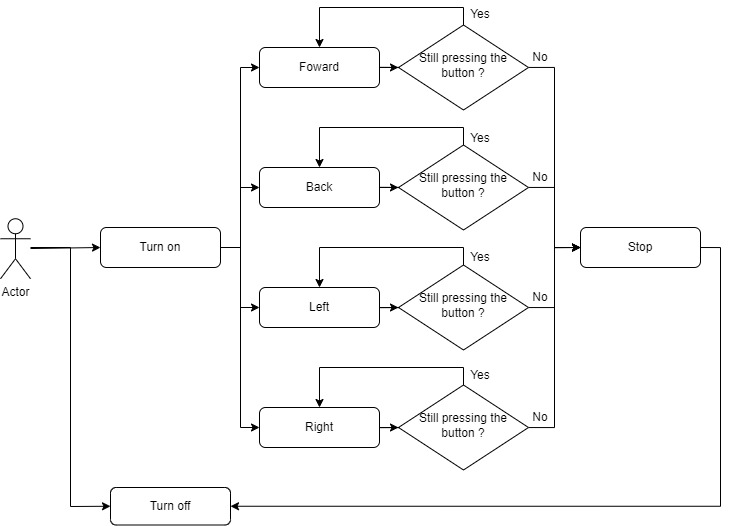 Yes
Foward
Still pressing the
button ?
No
Yes
Back
Still pressing the
button ?
No
Actor
Turn on
Yes
Left
Still pressing the
button ?
No
Stop
Yes
Right
Still pressing the
button ?
No
Turn off